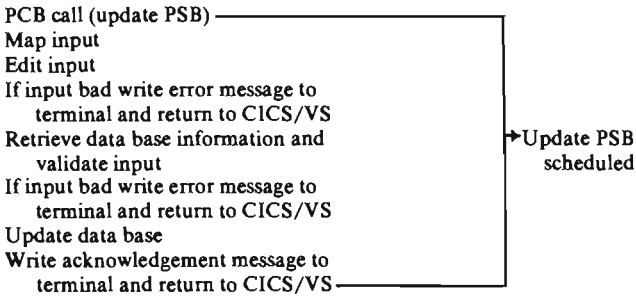 PCB call (update PSB)
Map input
Edit input
If input bad write error message to
terminal and return to CICS/VS
Retrieve data base information and
validate input
If input bad write error message to
terminal and return to CICS/VS
Update data base
Write acknowledgement message to
terminal and return to CICS/VS
Update PSB
scheduled